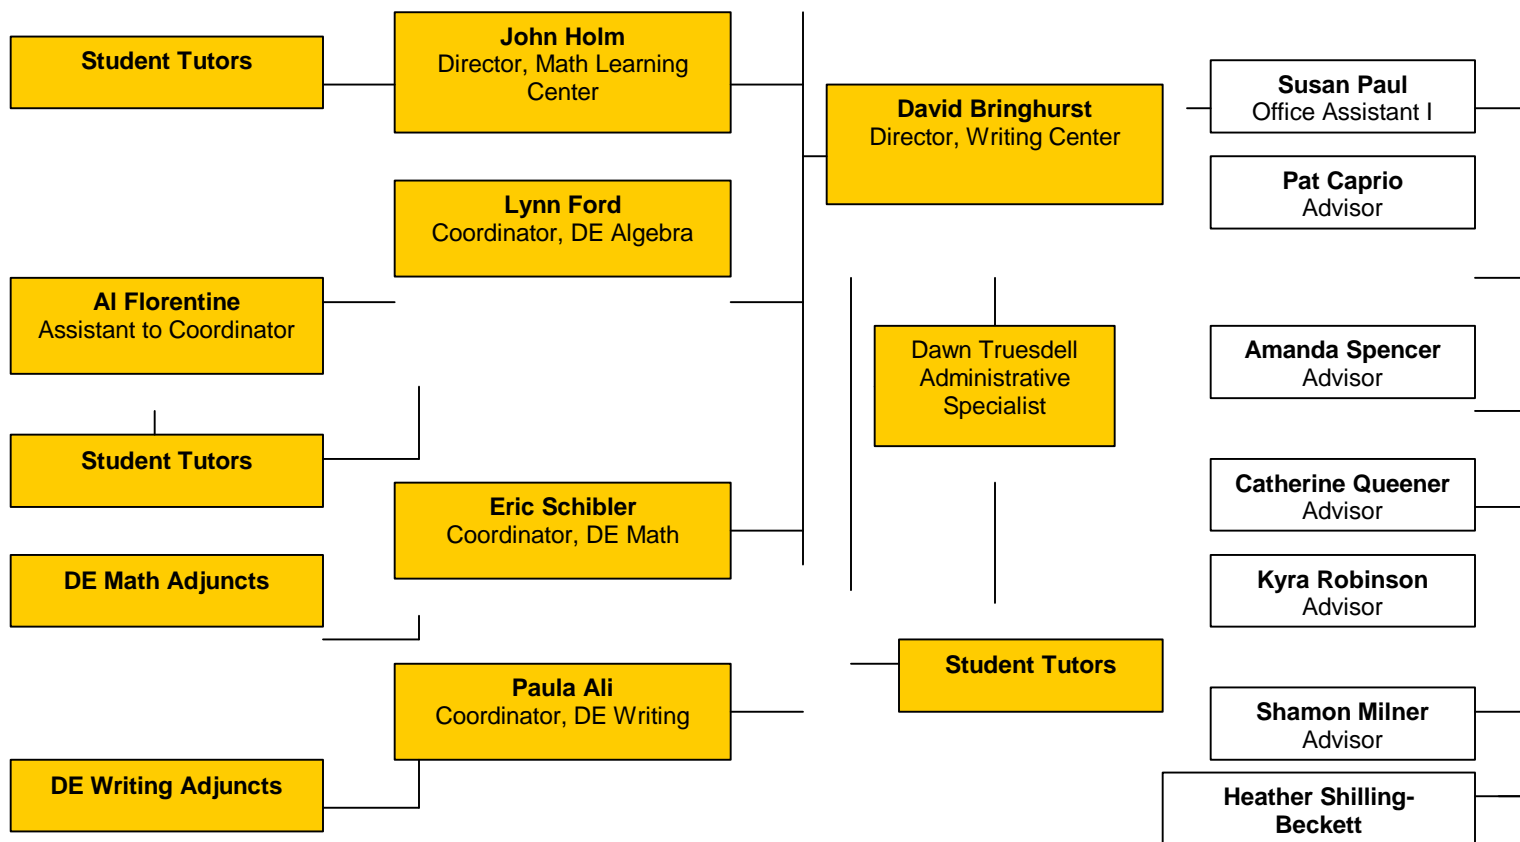 Student Tutors
John Holm
Director, Math Learning
Center
David Bringhurst
Director, Writing Center
Susan Paul
Office Assistant I
Pat Caprio
Advisor
Lynn Ford
Coordinator, DE Algebra
Al Florentine
Assistant to Coordinator
Dawn Truesdell
Administrative
Specialist
Amanda Spencer
Advisor
Student Tutors
Eric Schibler
Coordinator, DE Math
Catherine Queener
Advisor
DE Math Adjuncts
Kyra Robinson
Advisor
Paula Ali
Coordinator, DE Writing
Student Tutors
Shamon Milner
Advisor
DE Writing Adjuncts
Heather Shilling-
Beckett